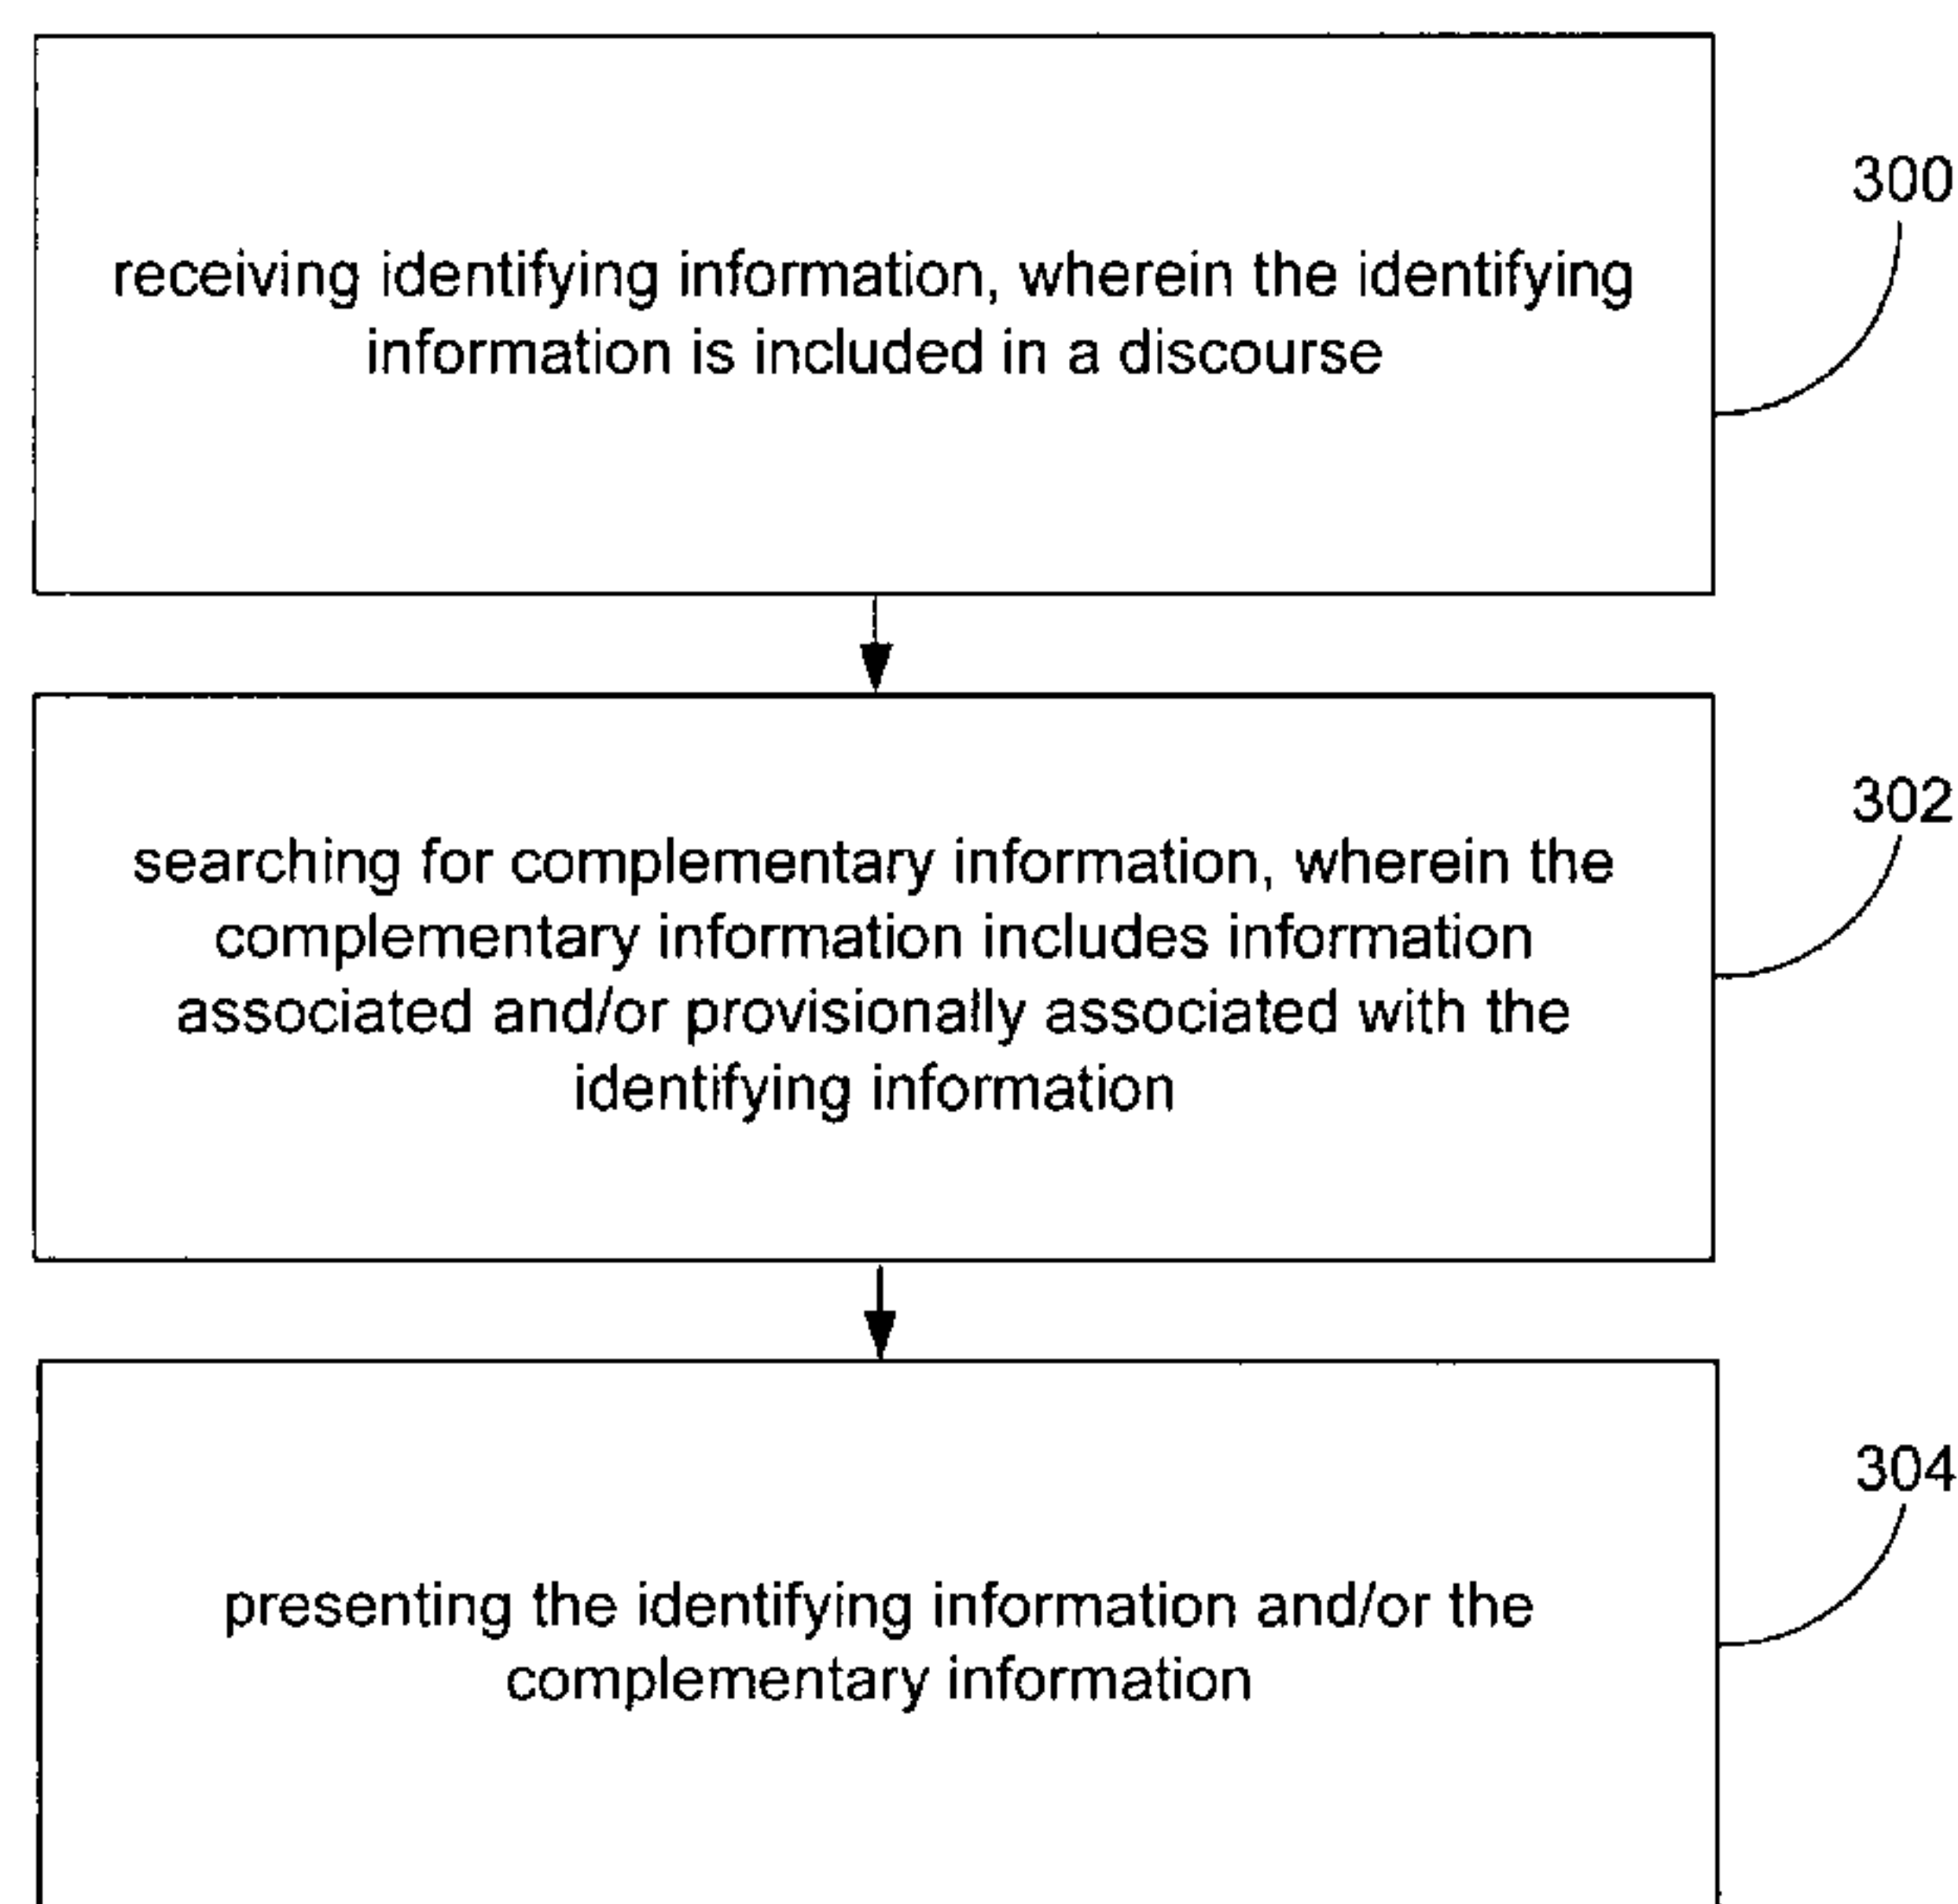 receiving identifying information, wherein the identifying
information is included in a discourse
300
searching for complementary information, wherein the
complementary information includes information
associated and/or provisionally associated with the
identifying information
302
presenting the identifying information and/or the
complementary information
304